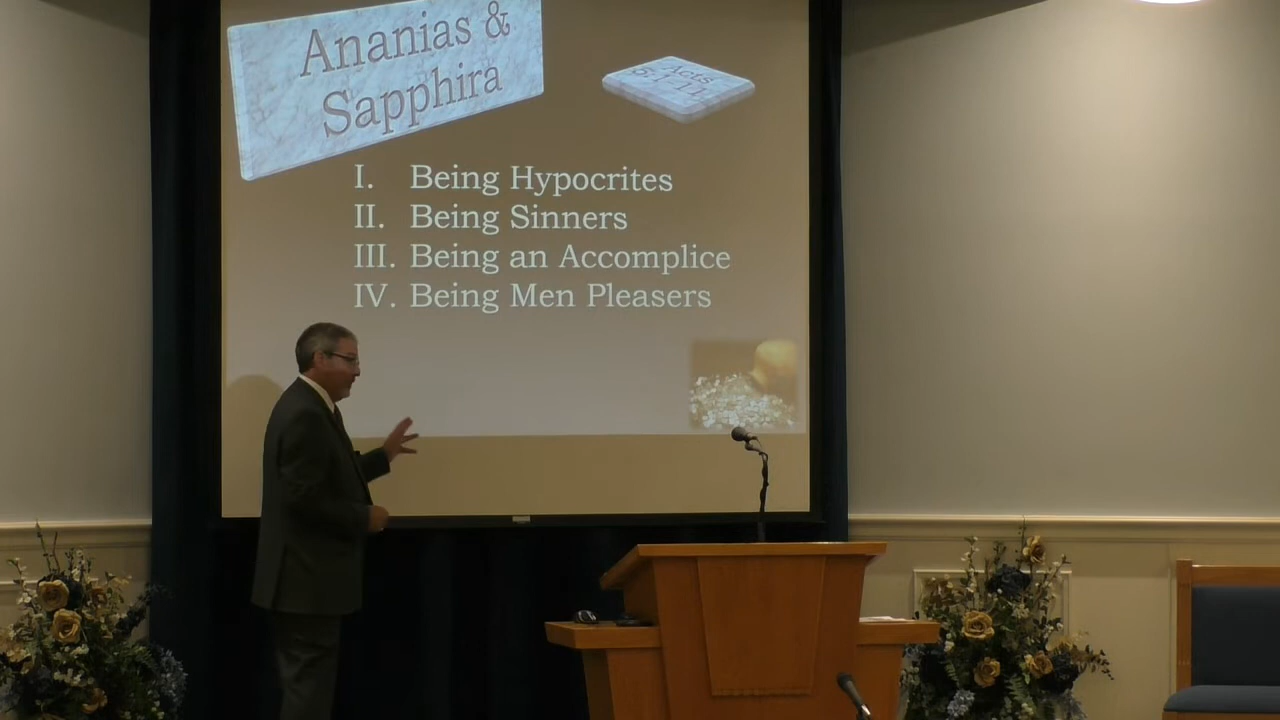 Ananias &
Sapphira
Acts
5:1-11
I. Being Hypocrites
II. Being Sinners
III. Being an Accomplice
IV. Being Men Pleasers